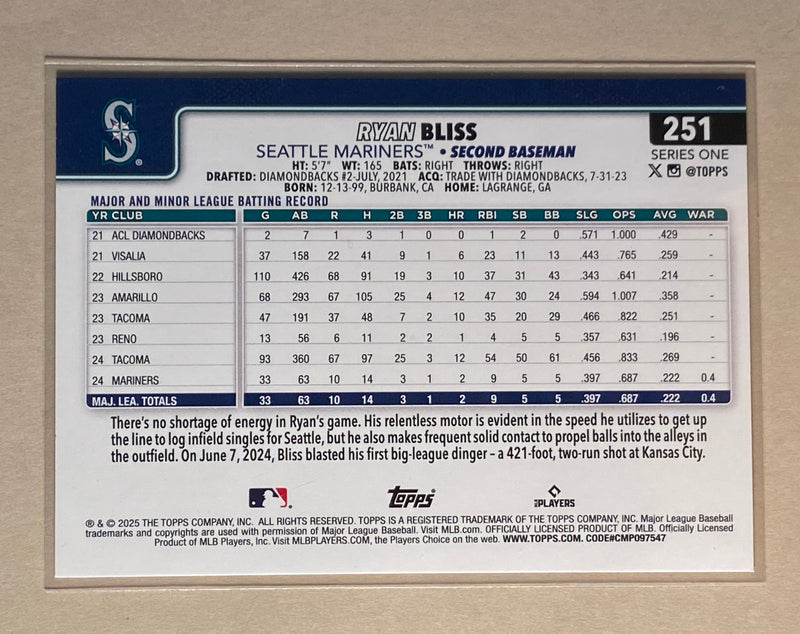 S
®
RYAN BLISS
251
SEATTLE MARINERS™ • SECOND BASEMAN
SERIES ONE
HT: 5'7" WT: 165 BATS: RIGHT THROWS: RIGHT
X @TOPPS
DRAFTED: DIAMONDBACKS #2-JULY, 2021 ACQ: TRADE WITH DIAMONDBACKS, 7-31-23
BORN: 12-13-99, BURBANK, CA HOME: LAGRANGE, GA
MAJOR AND MINOR LEAGUE BATTING RECORD
YR CLUB G AB R H 2B 3B HR RBI SB BB SLG OPS AVG WAR
21 ACL DIAMONDBACKS 2 7 1 3 1 0 0 1 2 0 .571 1.000 .429 -
21 VISALIA 37 158 22 41 9 1 6 23 11 13 .443 .765 .259 -
22 HILLSBORO 110 426 68 91 19 3 10 37 31 43 .343 .641 .214 -
23 AMARILLO 68 293 67 105 25 4 12 47 30 24 .594 1.007 .358 -
23 TACOMA 47 191 37 48 7 2 10 35 20 29 .466 .822 .251 -
23 RENO 13 56 6 11 2 2 1 4 5 5 .357 .631 .196 -
24 TACOMA 93 360 67 97 25 3 12 54 50 61 .456 .833 .269 -
24 MARINERS 33 63 10 14 3 1 2 9 5 5 .397 .687 .222 0.4
MAJ. LEA. TOTALS 33 63 10 14 3 1 2 9 5 5 .397 .687 .222 0.4
There's no shortage of energy in Ryan's game. His relentless motor is evident in the speed he utilizes to get up
the line to log infield singles for Seattle, but he also makes frequent solid contact to propel balls into the alleys in
the outfield. On June 7, 2024, Bliss blasted his first big-league dinger – a 421-foot, two-run shot at Kansas City.
Topps
MLB PLAYERS
® & © 2025 THE TOPPS COMPANY, INC. ALL RIGHTS RESERVED. TOPPS IS A REGISTERED TRADEMARK OF THE TOPPS COMPANY, INC. Major League Baseball
trademarks and copyrights are used with permission of Major League Baseball. Visit MLB.com. OFFICIALLY LICENSED PRODUCT OF MLB. Officially Licensed
Product of MLB Players, Inc. Visit MLBPLAYERS.COM, the Players Choice on the web. WWW.TOPPS.COM. CODE#CMP097547